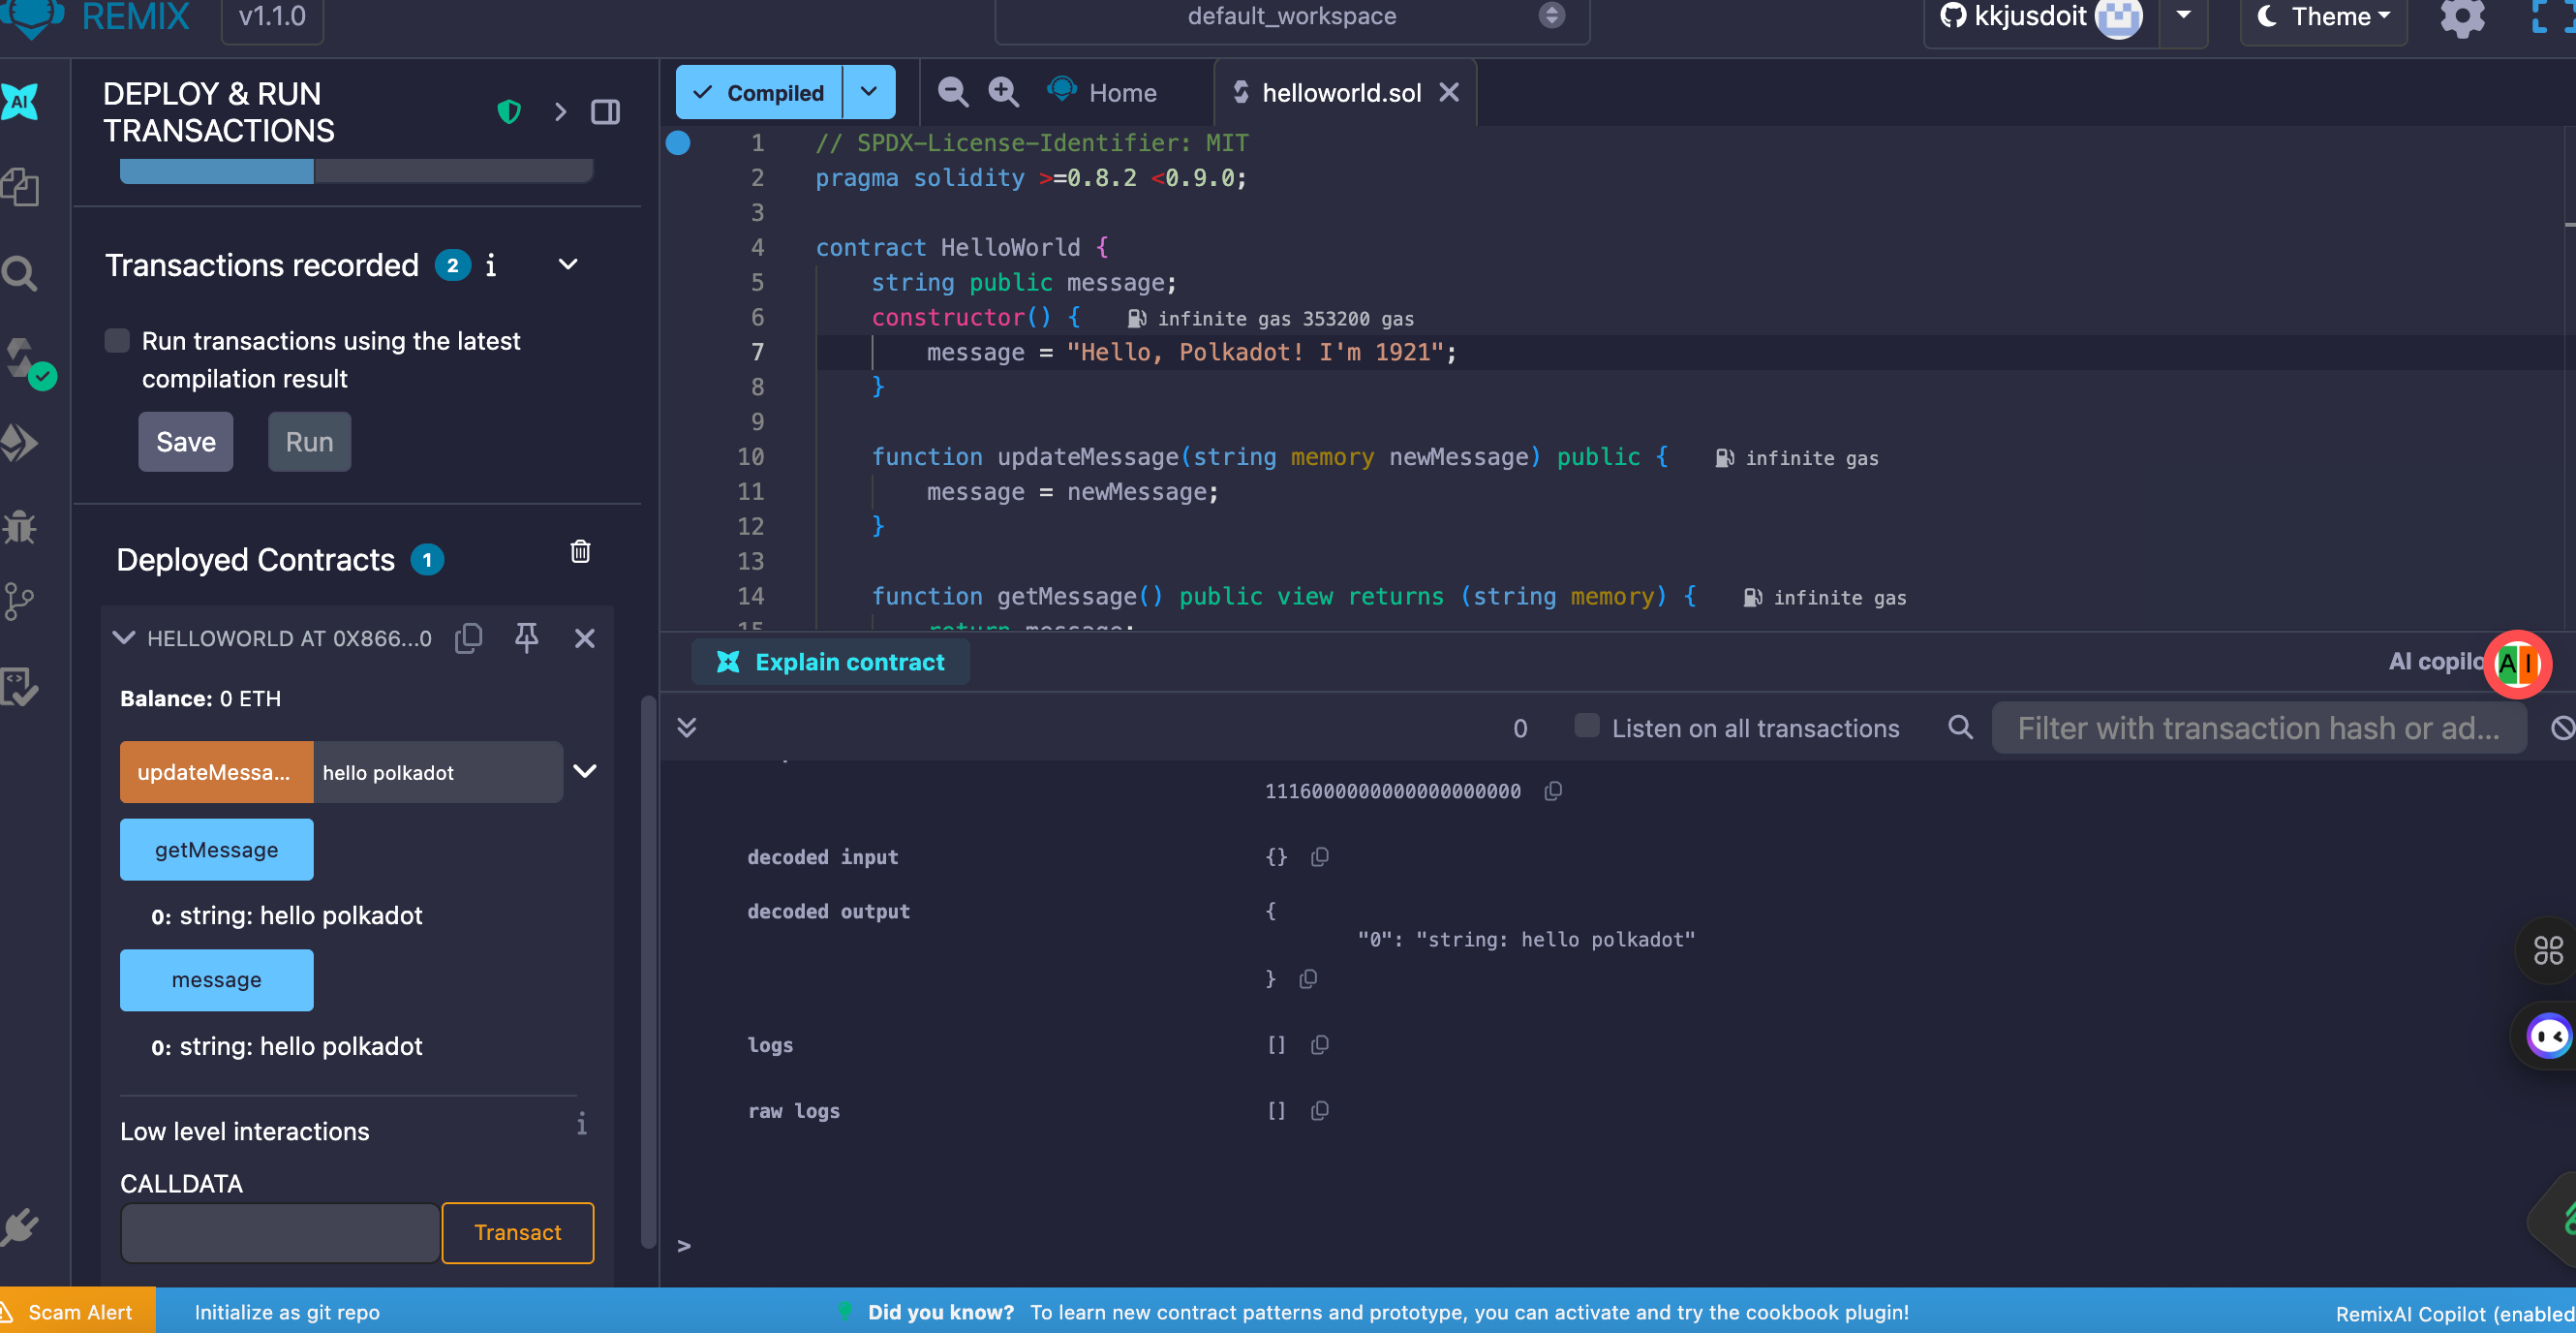 REMIX
v1.1.0
default_workspace
kkjusdoit
Theme
AI
DEPLOY & RUN
TRANSACTIONS
Compiled
Home
helloworld.sol
Transactions recorded 2 i
Run transactions using the latest
compilation result
Save
Run
Deployed Contracts 1
HELLOWORLD AT 0X866...0
Balance: 0 ETH
updateMessa...
hello polkadot
getMessage
0: string: hello polkadot
message
0: string: hello polkadot
Low level interactions
i
CALLDATA
Transact
1 // SPDX-License-Identifier: MIT
2 pragma solidity >=0.8.2 <0.9.0;
3
4 contract HelloWorld {
5 string public message;
6 constructor() { infinite gas 353200 gas
7 message = "Hello, Polkadot! I'm 1921";
8 }
9
10 function updateMessage(string memory newMessage) public { infinite gas
11 message = newMessage;
12 }
13
14 function getMessage() public view returns (string memory) { infinite gas
15 return message;
Explain contract
AI copilo
AI
0
Listen on all transactions
Filter with transaction hash or ad...
1116000000000000000000
decoded input {}
decoded output {
"0": "string: hello polkadot"
}
logs []
raw logs []
>
Scam Alert
Initialize as git repo
Did you know? To learn new contract patterns and prototype, you can activate and try the cookbook plugin!
RemixAI Copilot (enabled